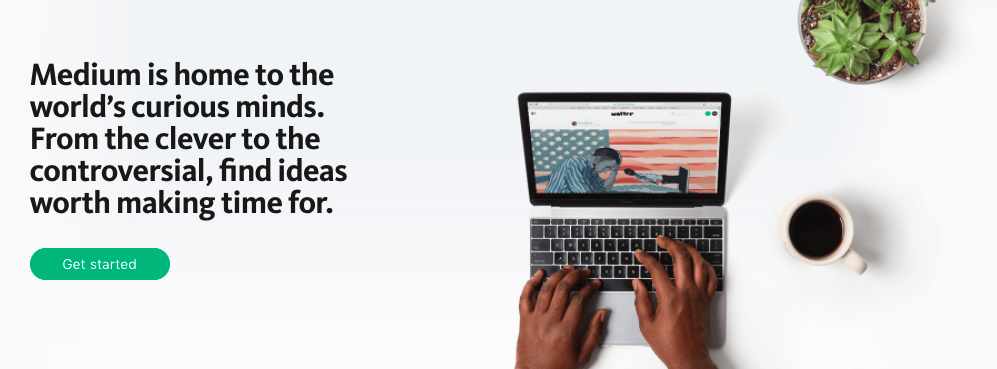 Medium is home to the
world's curious minds.
From the clever to the
controversial, find ideas
worth making time for.
Get started
matter